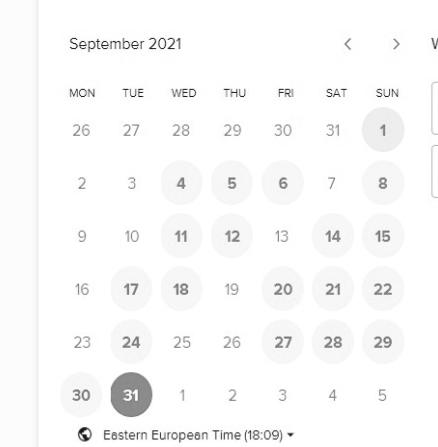 September 2021
MON TUE WED THU FRI SAT SUN
26 27 28 29 30 31 1
2 3 4 5 6 7 8
9 10 11 12 13 14 15
16 17 18 19 20 21 22
23 24 25 26 27 28 29
30 31 1 2 3 4 5
Eastern European Time (18:09)